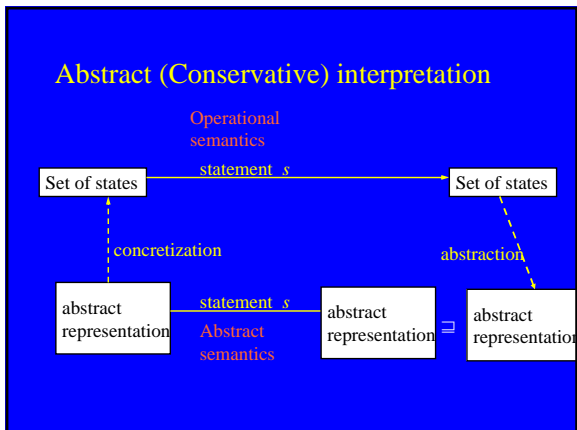 Abstract (Conservative) interpretation
Operational
semantics
statement s
Set of states
Set of states
concretization
abstraction
statement s
abstract
representation
abstract
representation
⊒
abstract
representation
Abstract
semantics